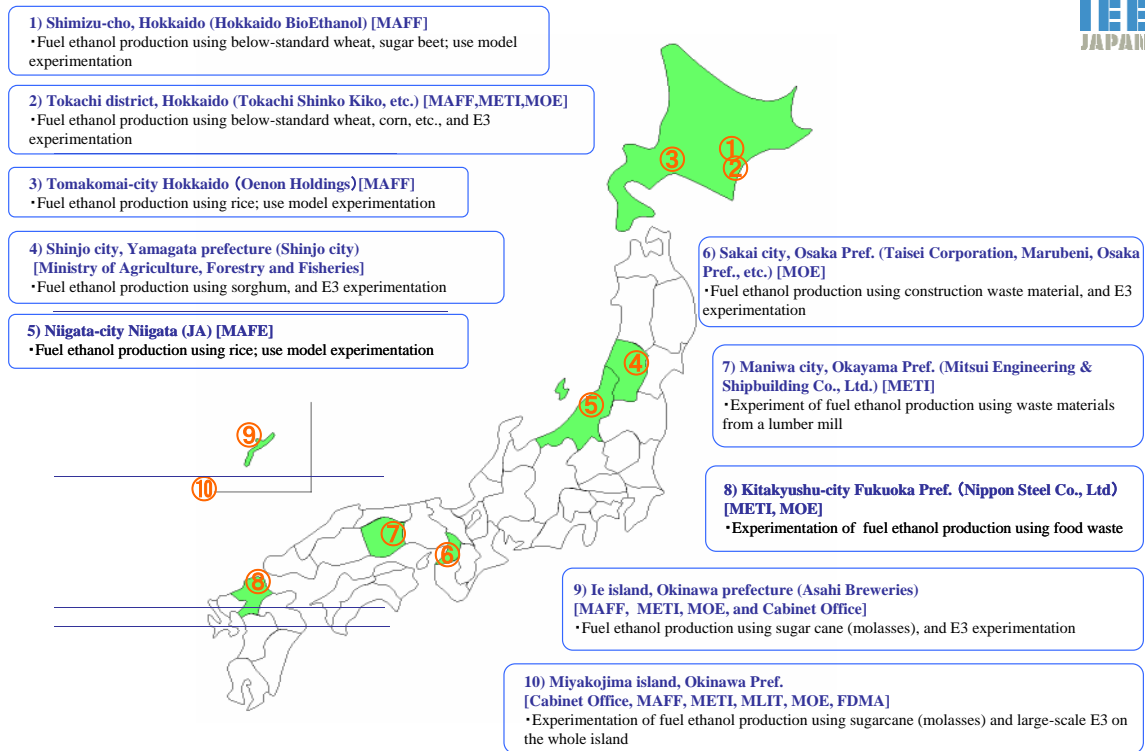 1) Shimizu-cho, Hokkaido (Hokkaido BioEthanol) [MAFF]
・Fuel ethanol production using below-standard wheat, sugar beet; use model
experimentation
2) Tokachi district, Hokkaido (Tokachi Shinko Kiko, etc.) [MAFF,METI,MOE]
・Fuel ethanol production using below-standard wheat, corn, etc., and E3
experimentation
3) Tomakomai-city Hokkaido (Oenon Holdings)[MAFF]
・Fuel ethanol production using rice; use model experimentation
4) Shinjo city, Yamagata prefecture (Shinjo city)
[Ministry of Agriculture, Forestry and Fisheries]
・Fuel ethanol production using sorghum, and E3 experimentation
5) Niigata-city Niigata (JA) [MAFE]
・Fuel ethanol production using rice; use model experimentation
JAPAN
①
②
③
④
⑤
⑥
⑦
⑧
⑨
⑩
6) Sakai city, Osaka Pref. (Taisei Corporation, Marubeni, Osaka
Pref., etc.) [MOE]
・Fuel ethanol production using construction waste material, and E3
experimentation
7) Maniwa city, Okayama Pref. (Mitsui Engineering &
Shipbuilding Co., Ltd.) [METI]
・Experiment of fuel ethanol production using waste materials
from a lumber mill
8) Kitakyushu-city Fukuoka Pref. (Nippon Steel Co., Ltd)
[METI, MOE]
・Experimentation of fuel ethanol production using food waste
9) Ie island, Okinawa prefecture (Asahi Breweries)
[MAFF, METI, MOE, and Cabinet Office]
・Fuel ethanol production using sugar cane (molasses), and E3 experimentation
10) Miyakojima island, Okinawa Pref.
[Cabinet Office, MAFF, METI, MLIT, MOE, FDMA]
・Experimentation of fuel ethanol production using sugarcane (molasses) and large-scale E3 on
the whole island